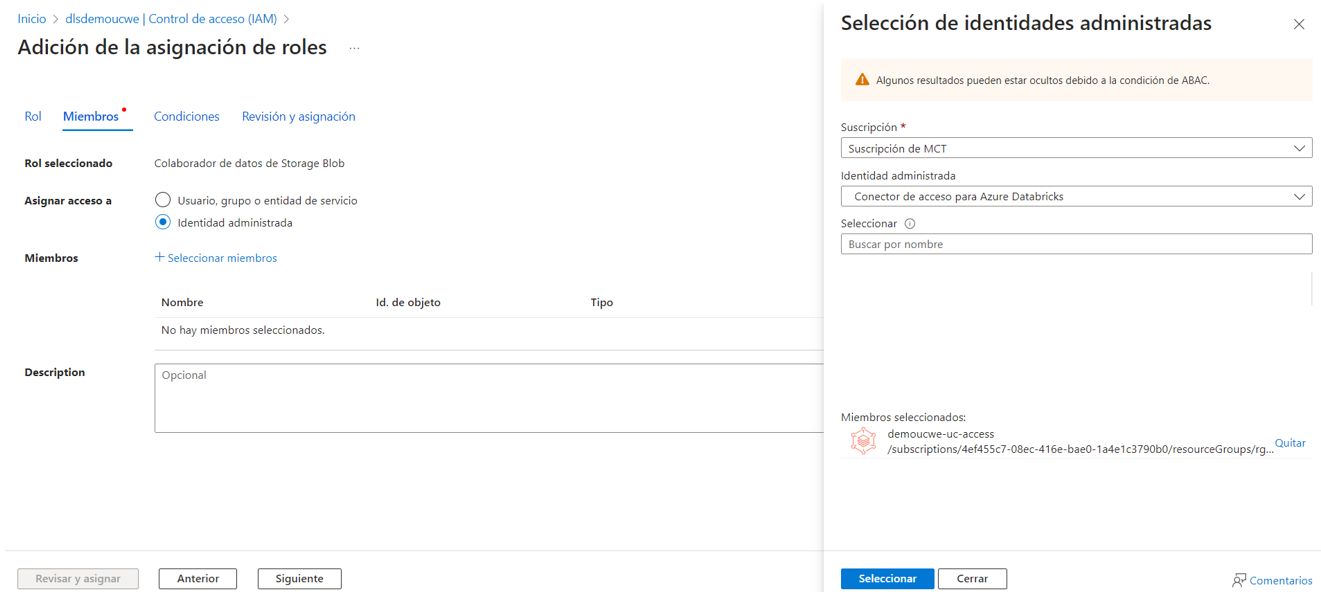 Inicio > dlsdemoucwe | Control de acceso (IAM) >
Adición de la asignación de roles ...
Rol Miembros Condiciones Revisión y asignación
Rol seleccionado Colaborador de datos de Storage Blob
Asignar acceso a Usuario, grupo o entidad de servicio
Identidad administrada
Miembros + Seleccionar miembros
Nombre Id. de objeto Tipo
No hay miembros seleccionados.
Description Opcional
Revisar y asignar Anterior Siguiente
Selección de identidades administradas
Algunos resultados pueden estar ocultos debido a la condición de ABAC.
Suscripción *
Suscripción de MCT
Identidad administrada
Conector de acceso para Azure Databricks
Seleccionar
Buscar por nombre
Miembros seleccionados:
demoucwe-uc-access
/subscriptions/4ef455c7-08ec-416e-bae0-1a4e1c3790b0/resourceGroups/rg... Quitar
Seleccionar Cerrar Comentarios